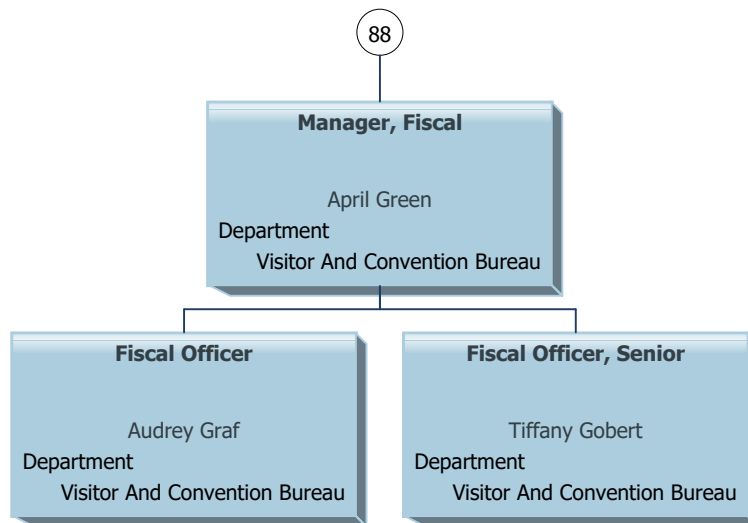 88
Manager, Fiscal
April Green
Department
Visitor And Convention Bureau
Fiscal Officer
Audrey Graf
Department
Visitor And Convention Bureau
Fiscal Officer, Senior
Tiffany Gobert
Department
Visitor And Convention Bureau